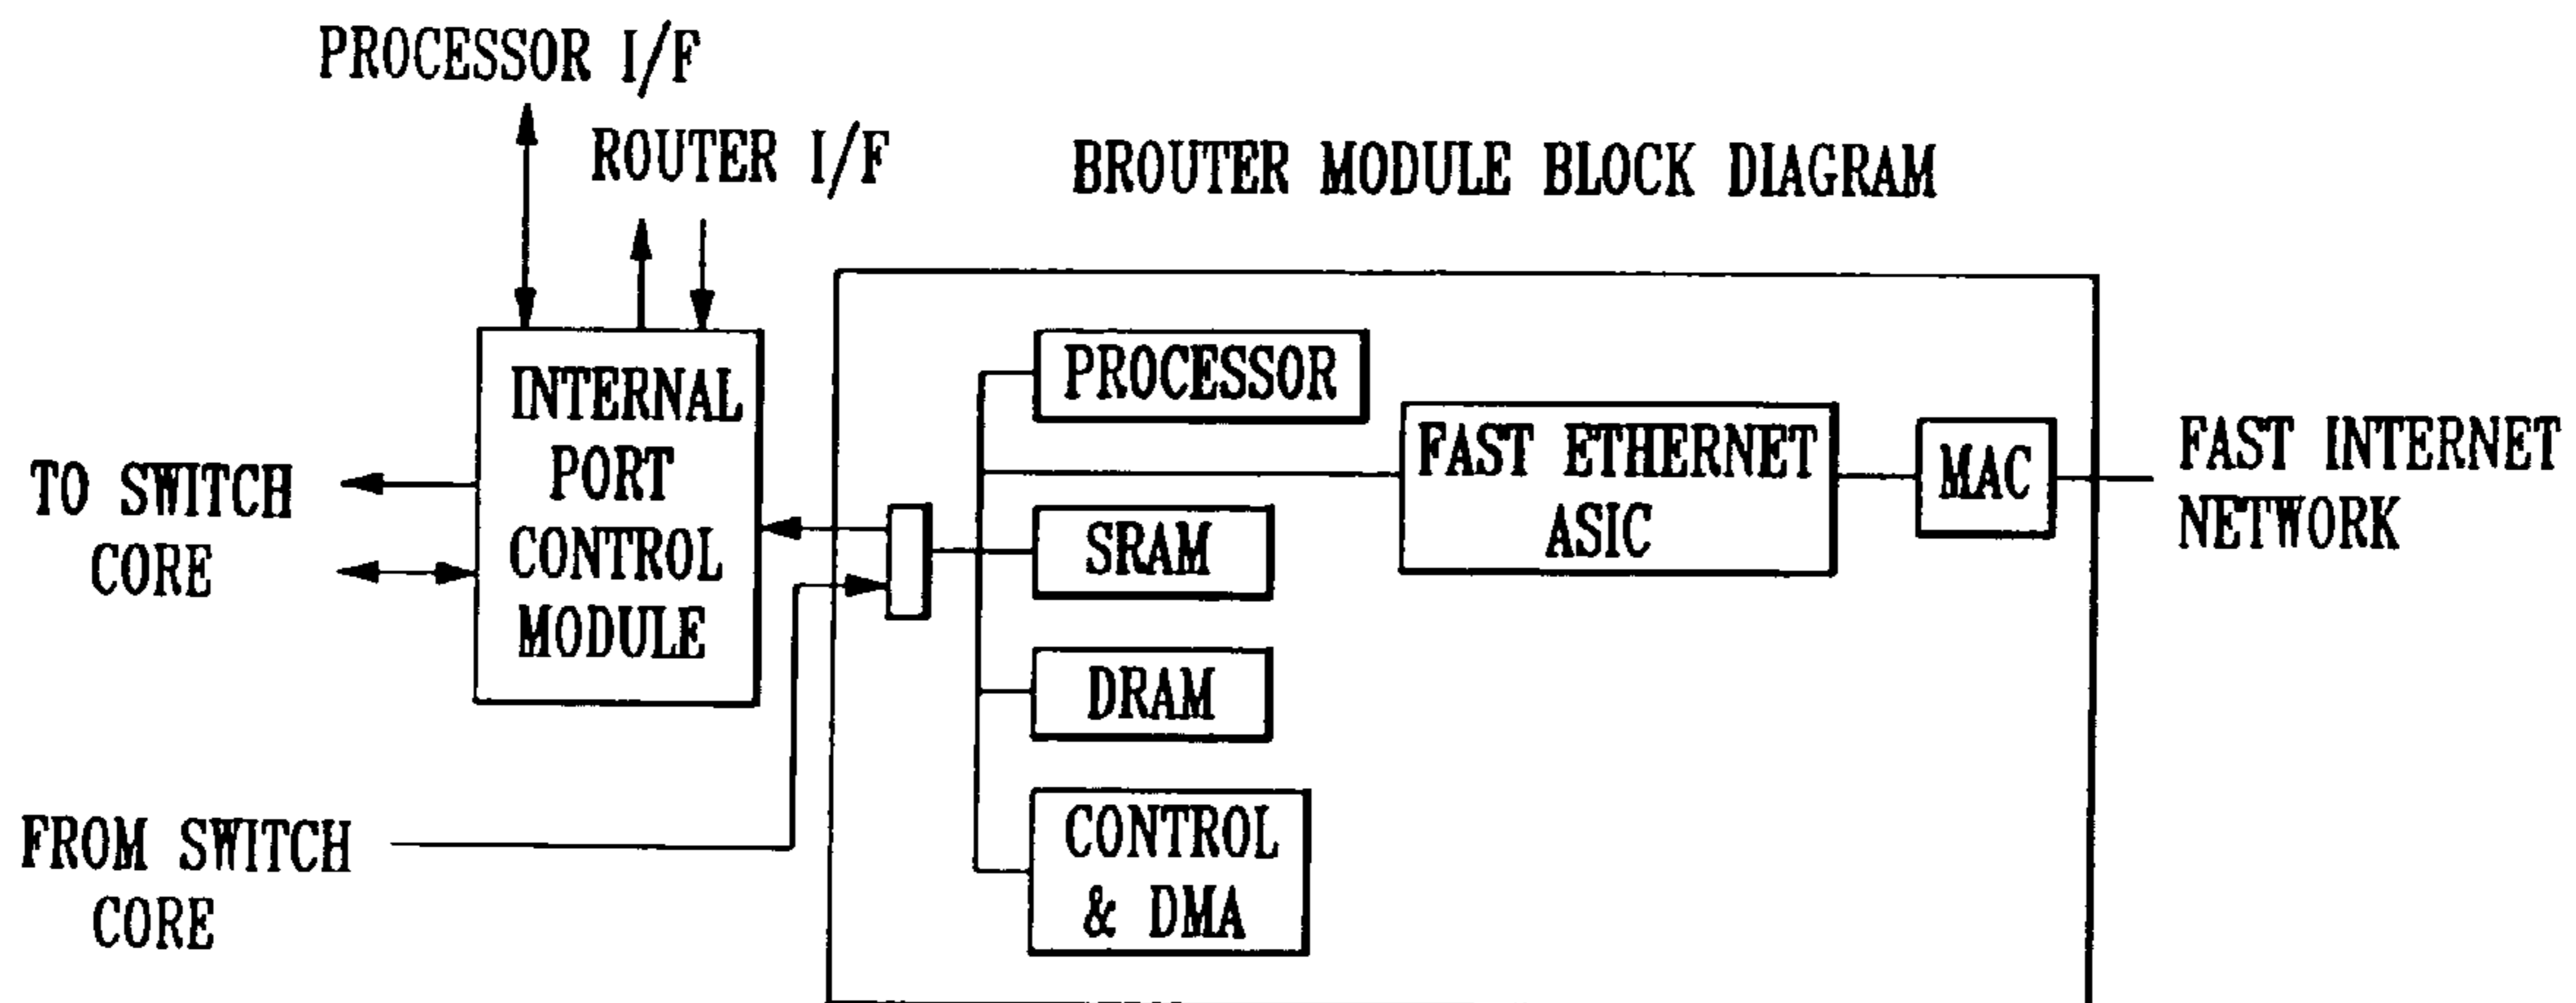 PROCESSOR I/F
ROUTER I/F
BROUTER MODULE BLOCK DIAGRAM
INTERNAL
PORT
CONTROL
MODULE
TO SWITCH
CORE
FROM SWITCH
CORE
PROCESSOR
FAST ETHERNET
ASIC
MAC
FAST INTERNET
NETWORK
SRAM
DRAM
CONTROL
& DMA